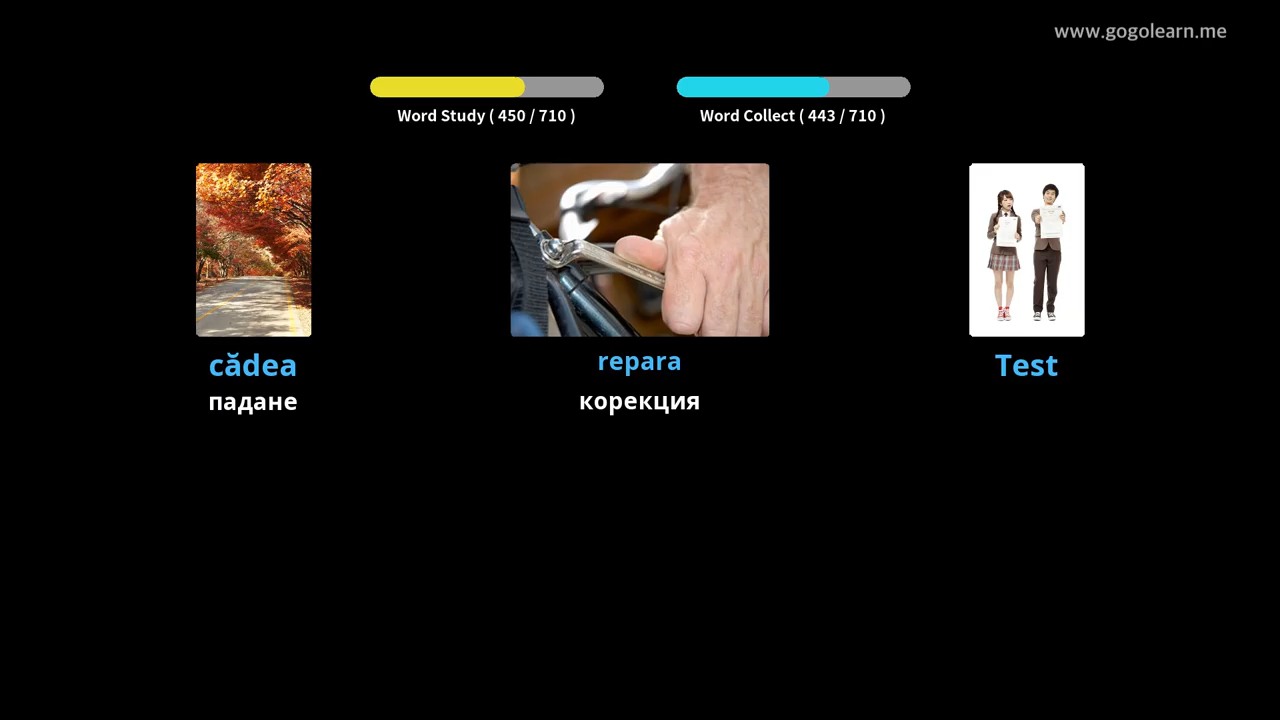 www.gogolearn.me
Word Study ( 450 / 710 )
Word Collect ( 443 / 710 )
cădea
падане
repara
корекция
Test